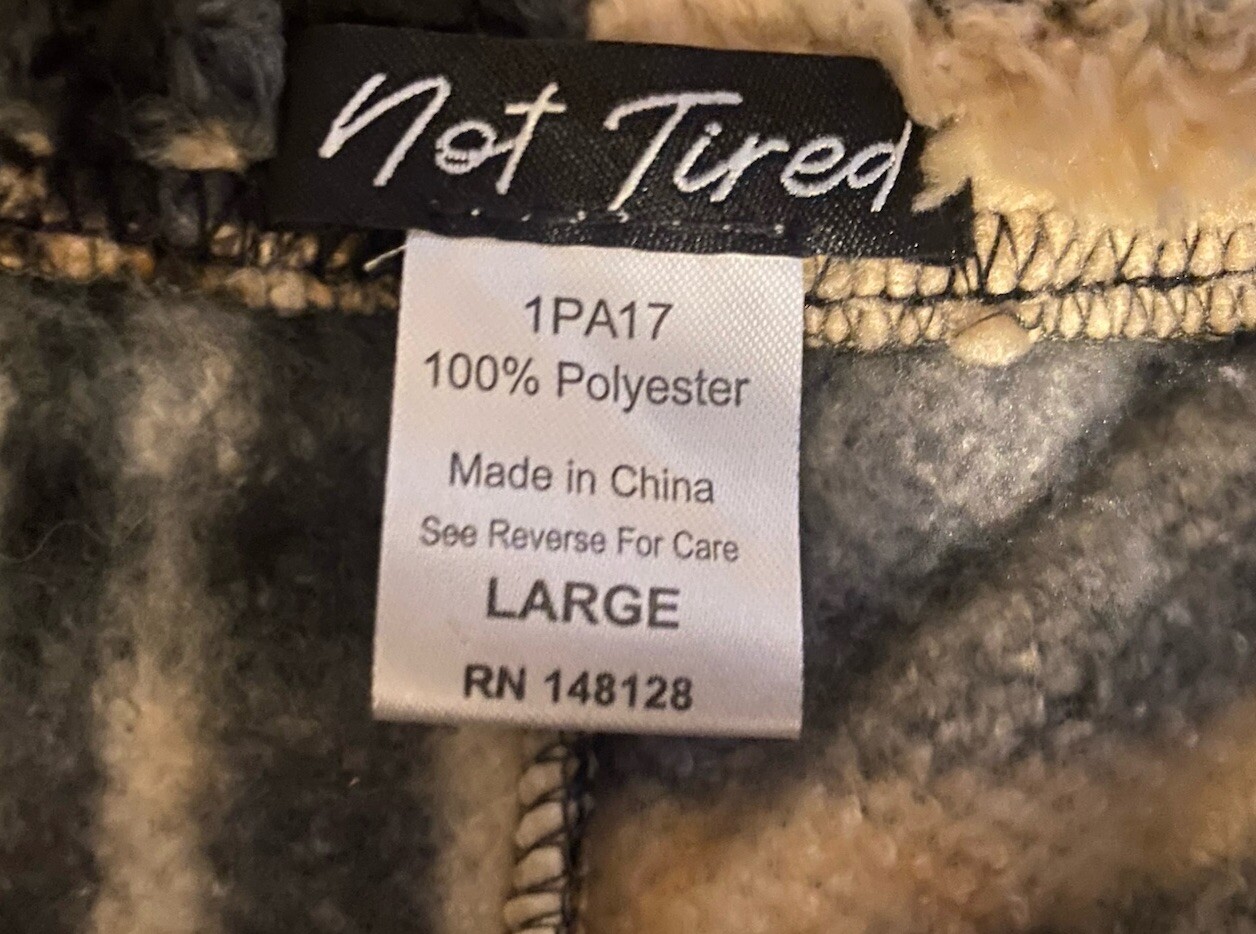 Not Tired
1PA17
100% Polyester
Made in China
See Reverse For Care
LARGE
RN 148128